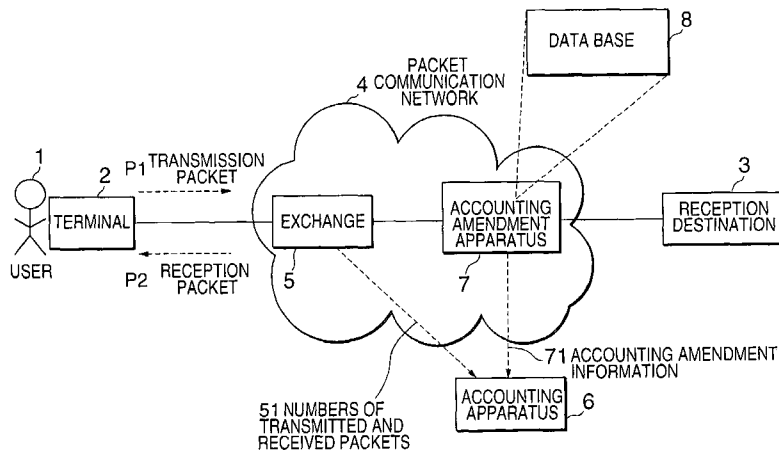 DATA BASE
8
PACKET
COMMUNICATION
NETWORK
4
1
2
P1 TRANSMISSION
PACKET
3
TERMINAL
EXCHANGE
ACCOUNTING
AMENDMENT
APPARATUS
RECEPTION
DESTINATION
USER
P2 RECEPTION
PACKET
5
7
71 ACCOUNTING AMENDMENT
INFORMATION
51 NUMBERS OF
TRANSMITTED AND
RECEIVED PACKETS
ACCOUNTING
APPARATUS
6